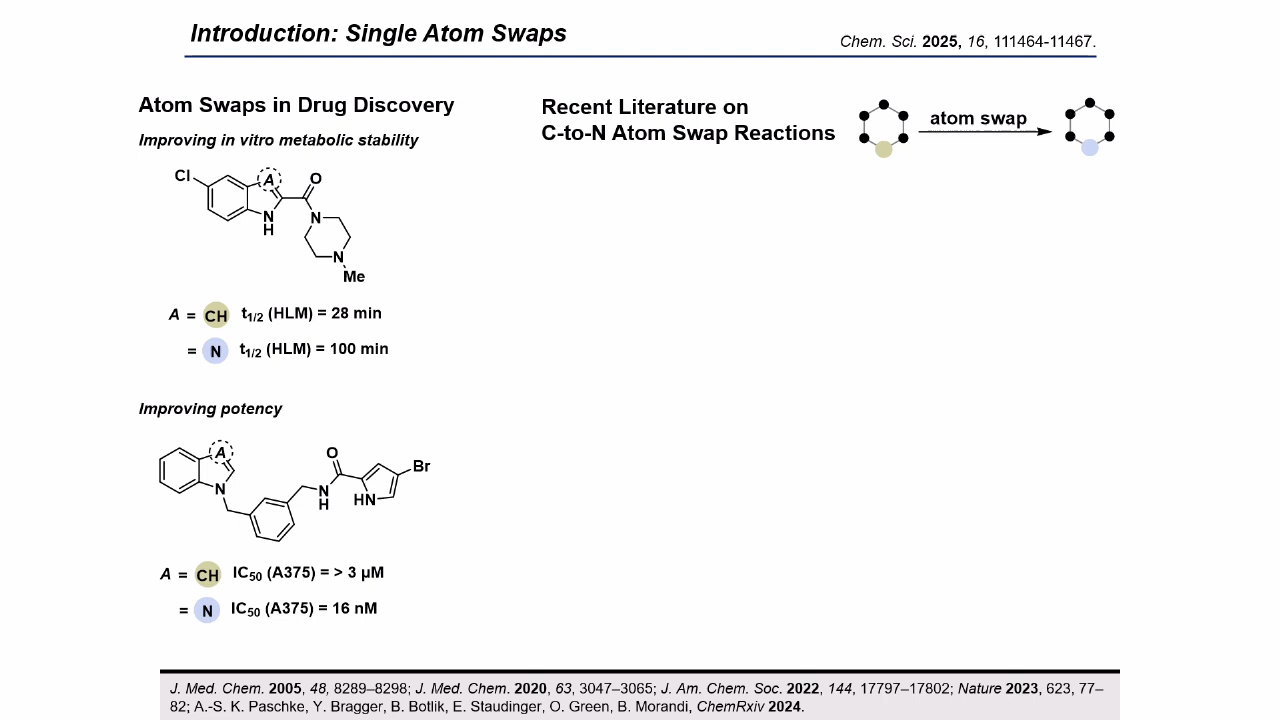 Introduction: Single Atom Swaps
Chem. Sci. 2025, 16, 111464-11467.
Atom Swaps in Drug Discovery
Improving in vitro metabolic stability
Cl
A
O
N
H
N
N
Me
A = CH t1/2 (HLM) = 28 min
= N t1/2 (HLM) = 100 min
Improving potency
A
N
O
N
H
HN
Br
A = CH IC50 (A375) = > 3 µM
= N IC50 (A375) = 16 nM
Recent Literature on
C-to-N Atom Swap Reactions
atom swap
J. Med. Chem. 2005, 48, 8289–8298; J. Med. Chem. 2020, 63, 3047–3065; J. Am. Chem. Soc. 2022, 144, 17797–17802; Nature 2023, 623, 77–
82; A.-S. K. Paschke, Y. Bragger, B. Botlik, E. Staudinger, O. Green, B. Morandi, ChemRxiv 2024.